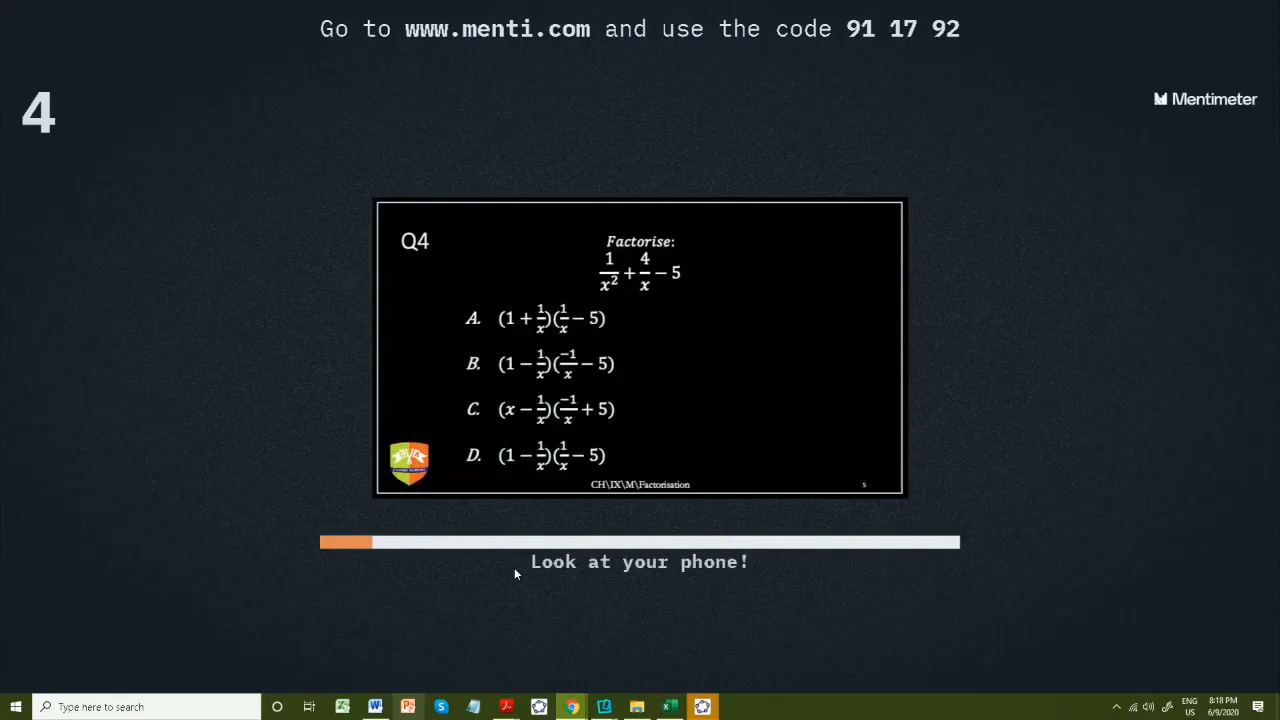 Go to www.menti.com and use the code 91 17 92
4
Mentimeter
Q4
Factorise:
1/x² + 4/x − 5
A. (1 + 1/x)(1/x − 5)
B. (1 − 1/x)(−1/x − 5)
C. (x − 1/x)(−1/x + 5)
D. (1 − 1/x)(1/x − 5)
CH\IX\M\Factorisation
5
Look at your phone!
Type here to search
ENG
US
8:18 PM
6/9/2020